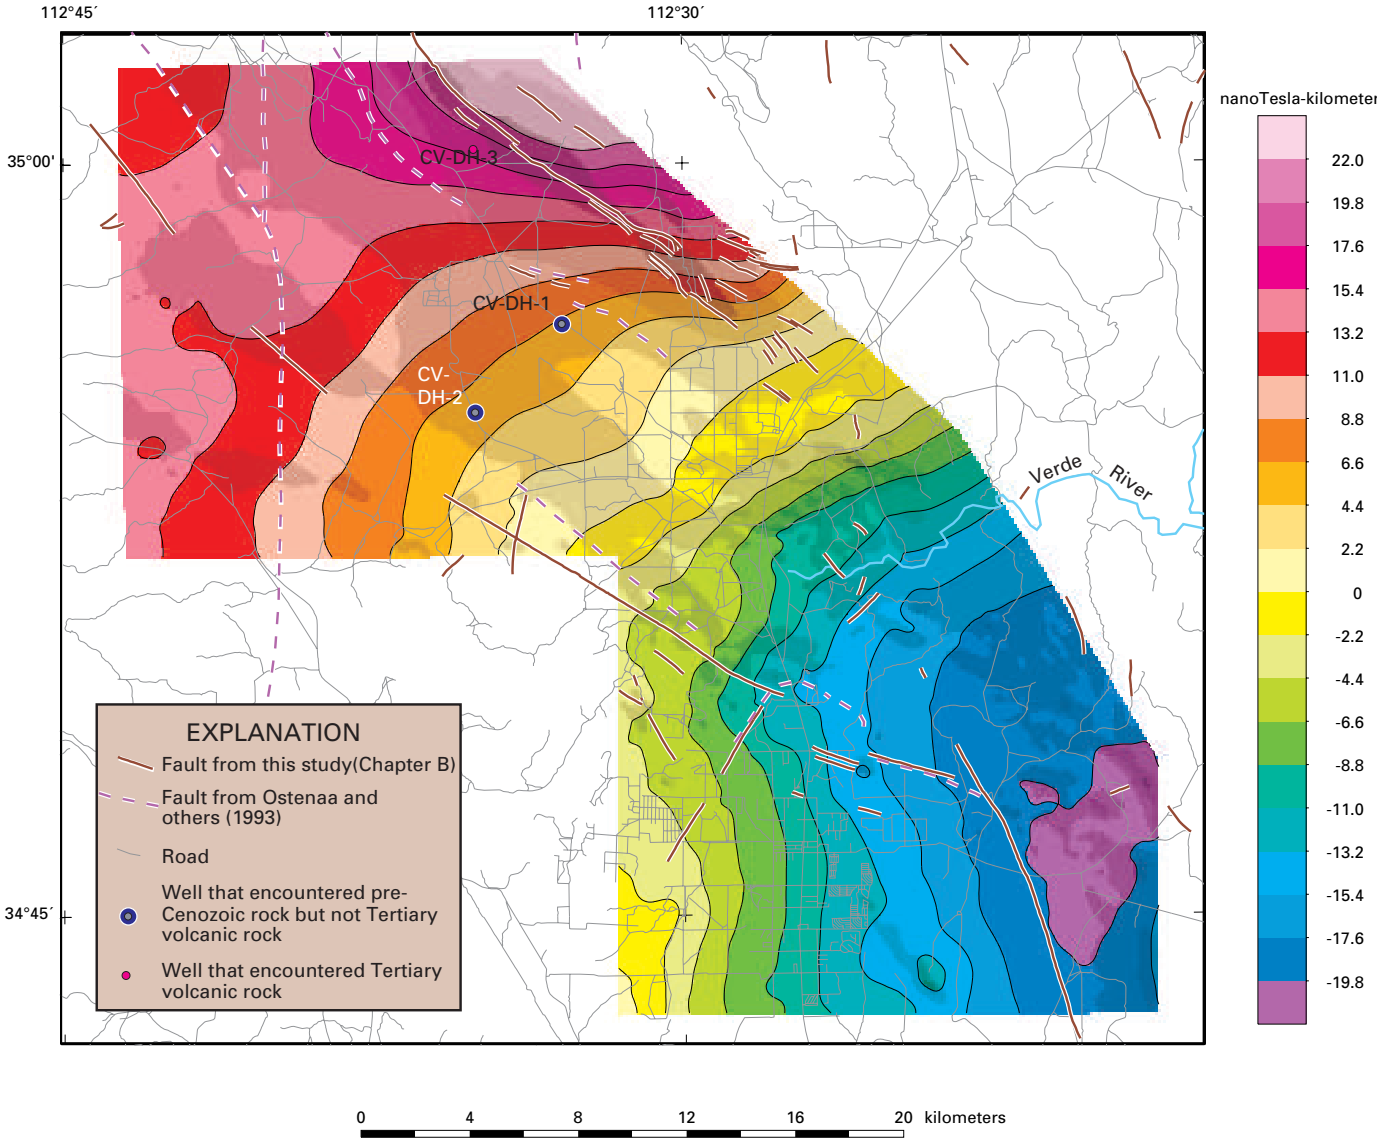 112°45´
112°30´
nanoTesla-kilometer
35°00'
CV-DH-3
CV-DH-1
CV-
DH-2
Verde River
22.0
19.8
17.6
15.4
13.2
11.0
8.8
6.6
4.4
2.2
0
-2.2
-4.4
-6.6
-8.8
-11.0
-13.2
-15.4
-17.6
-19.8
EXPLANATION
Fault from this study(Chapter B)
Fault from Ostenaa and
others (1993)
Road
Well that encountered pre-
Cenozoic rock but not Tertiary
volcanic rock
Well that encountered Tertiary
volcanic rock
34°45´
0 4 8 12 16 20 kilometers